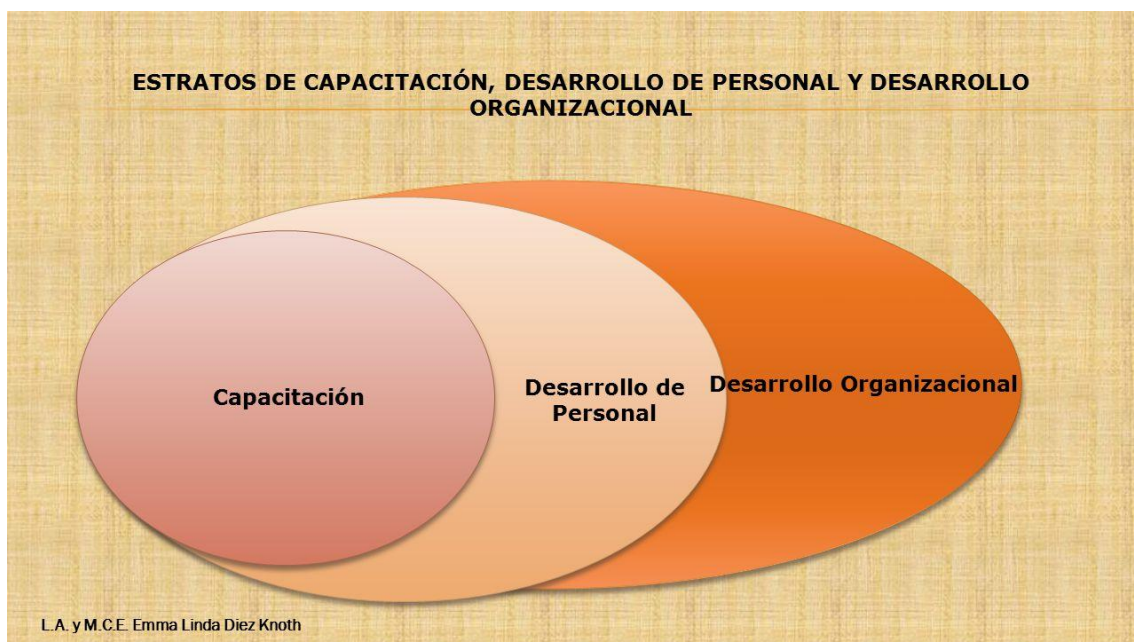 ESTRATOS DE CAPACITACIÓN, DESARROLLO DE PERSONAL Y DESARROLLO
ORGANIZACIONAL
Capacitación
Desarrollo de
Personal
Desarrollo Organizacional
L.A. y M.C.E. Emma Linda Diez Knoth